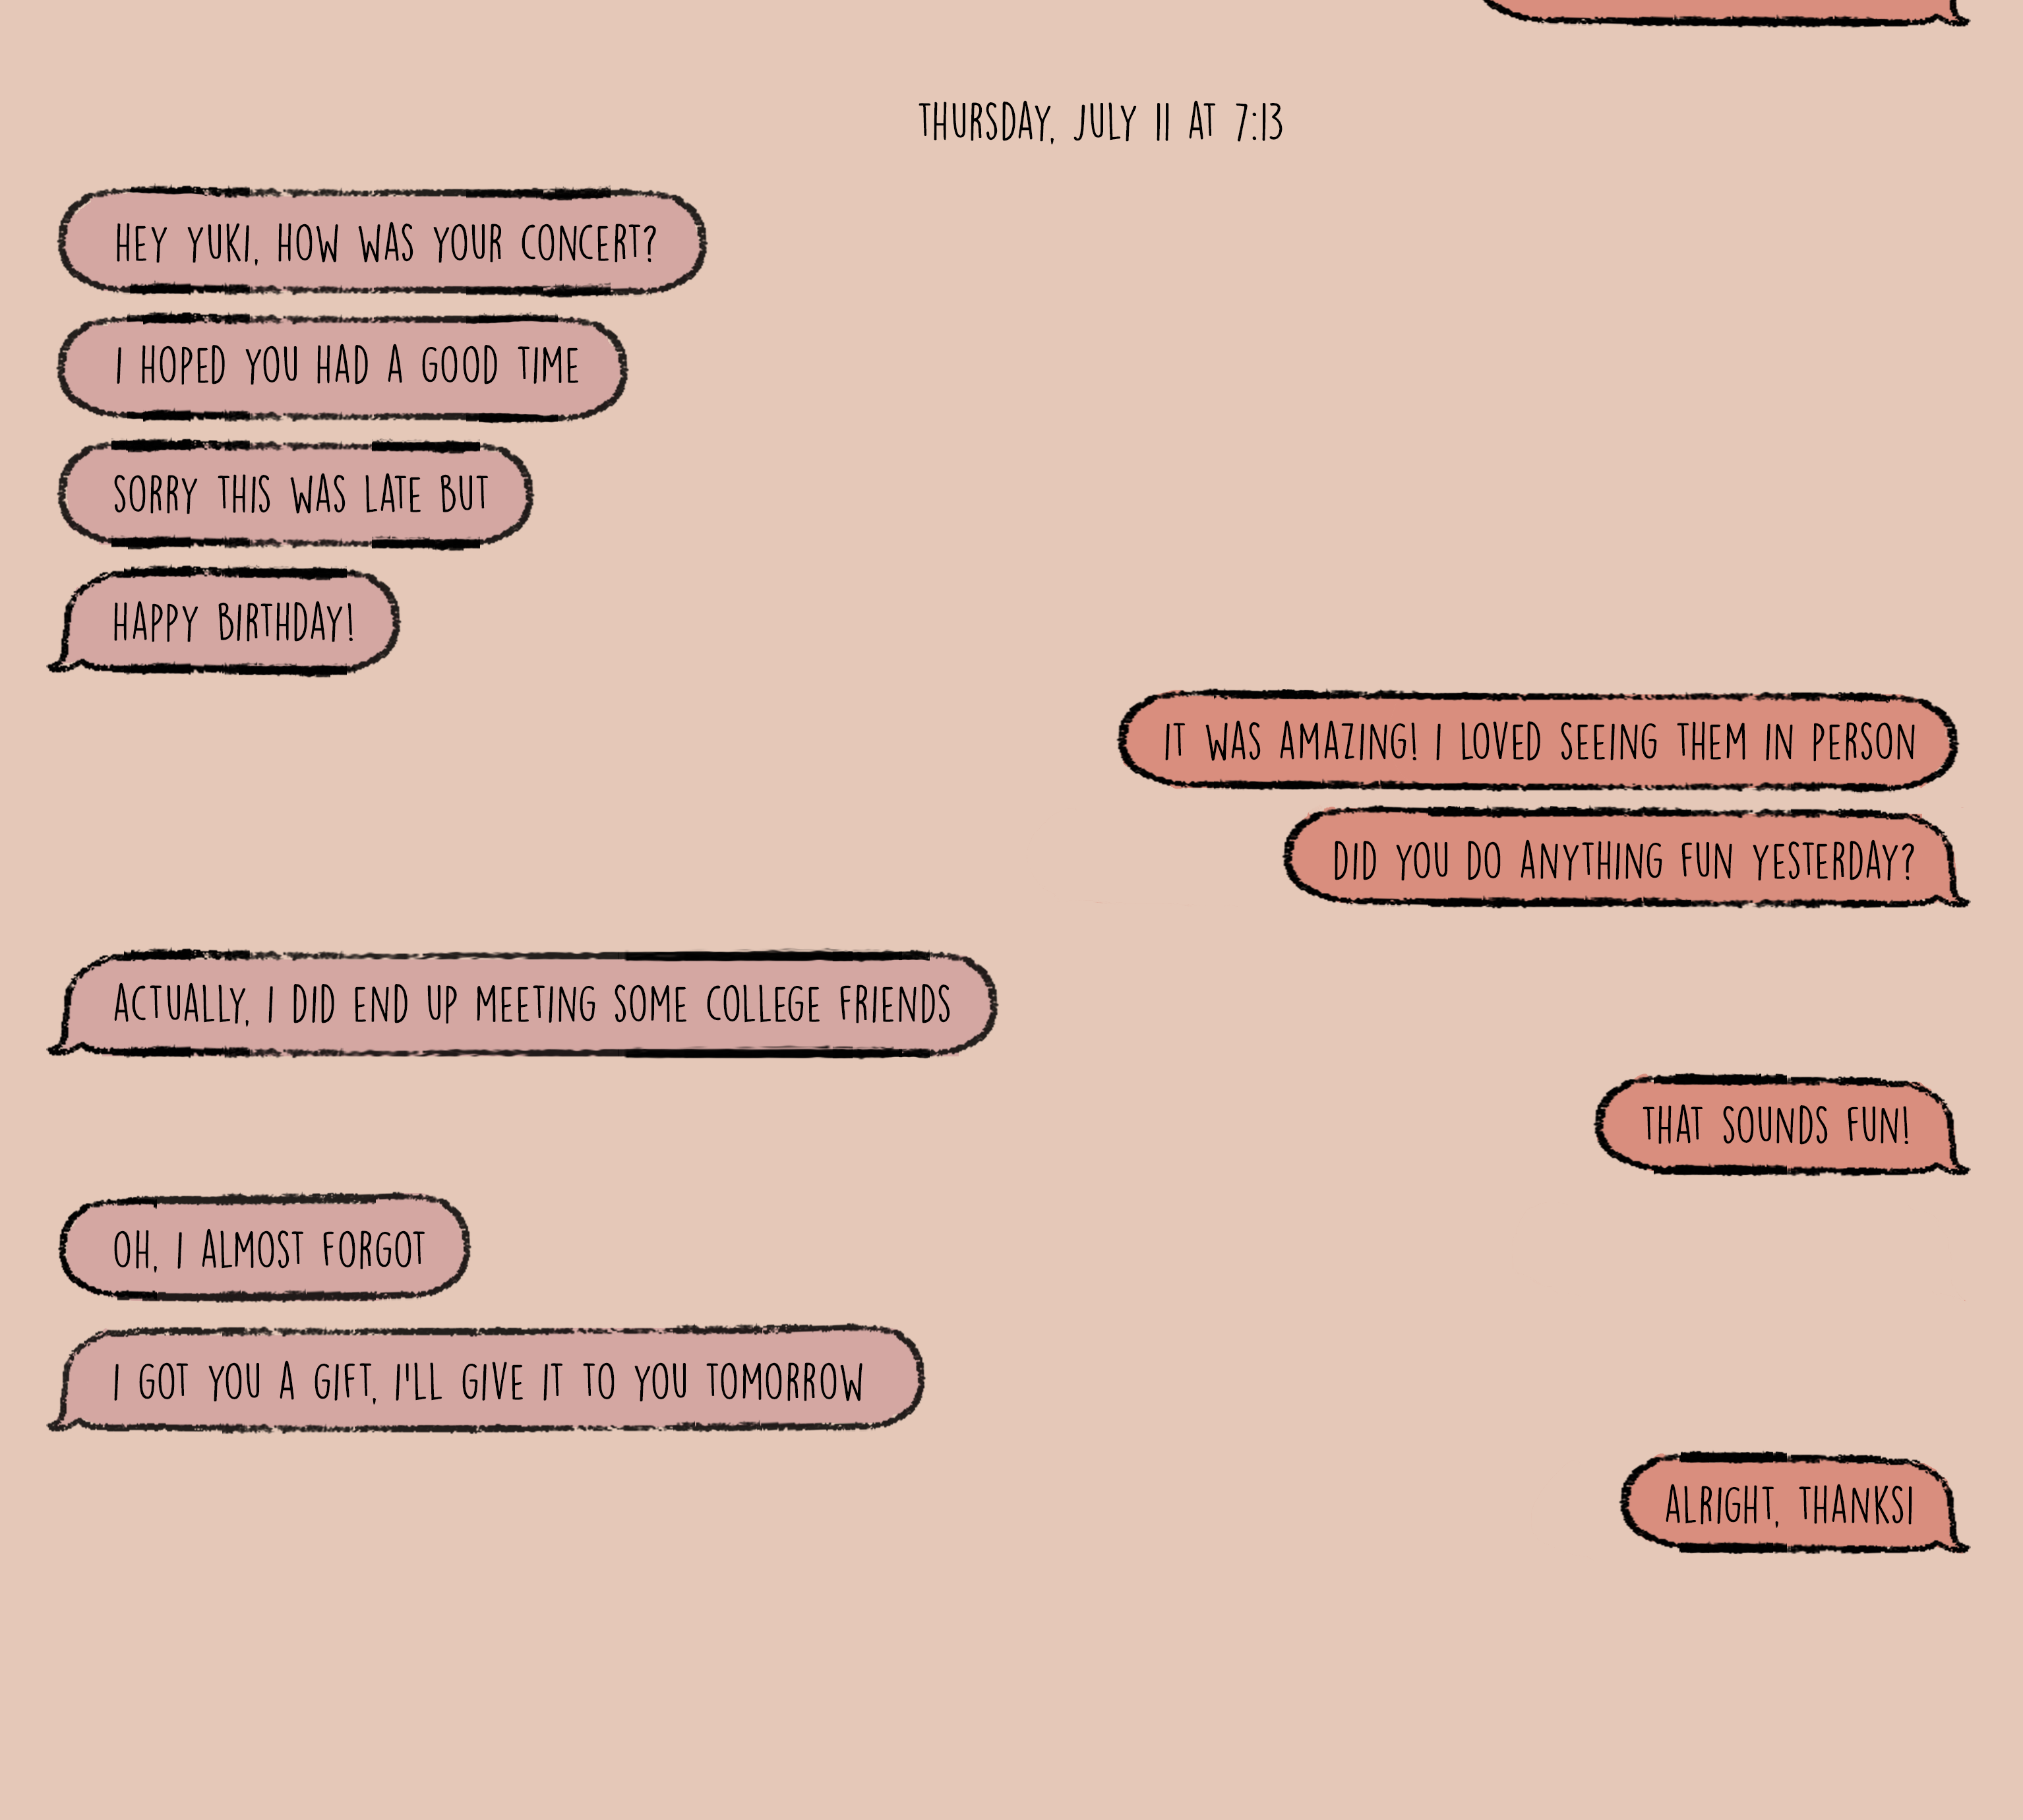 THURSDAY, JULY 11 AT 7:13
HEY YUKI, HOW WAS YOUR CONCERT?
I HOPED YOU HAD A GOOD TIME
SORRY THIS WAS LATE BUT
HAPPY BIRTHDAY!
IT WAS AMAZING! I LOVED SEEING THEM IN PERSON
DID YOU DO ANYTHING FUN YESTERDAY?
ACTUALLY, I DID END UP MEETING SOME COLLEGE FRIENDS
THAT SOUNDS FUN!
OH, I ALMOST FORGOT
I GOT YOU A GIFT, I'LL GIVE IT TO YOU TOMORROW
ALRIGHT, THANKS!